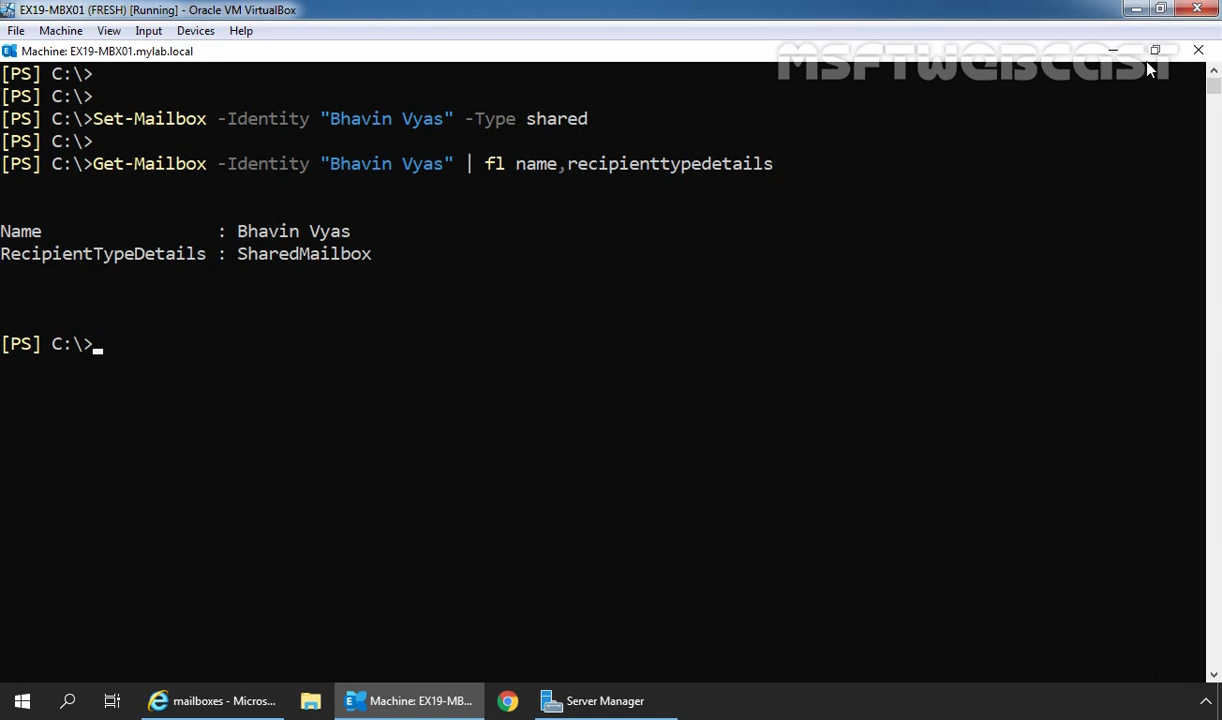 EX19-MBX01 (FRESH) [Running] - Oracle VM VirtualBox
File Machine View Input Devices Help
Machine: EX19-MBX01.mylab.local
MSFTWEBCAST
[PS] C:\>
[PS] C:\>
[PS] C:\>Set-Mailbox -Identity "Bhavin Vyas" -Type shared
[PS] C:\>
[PS] C:\>Get-Mailbox -Identity "Bhavin Vyas" | fl name,recipienttypedetails
Name : Bhavin Vyas
RecipientTypeDetails : SharedMailbox
[PS] C:\>
mailboxes - Micros... Machine: EX19-MB... Server Manager